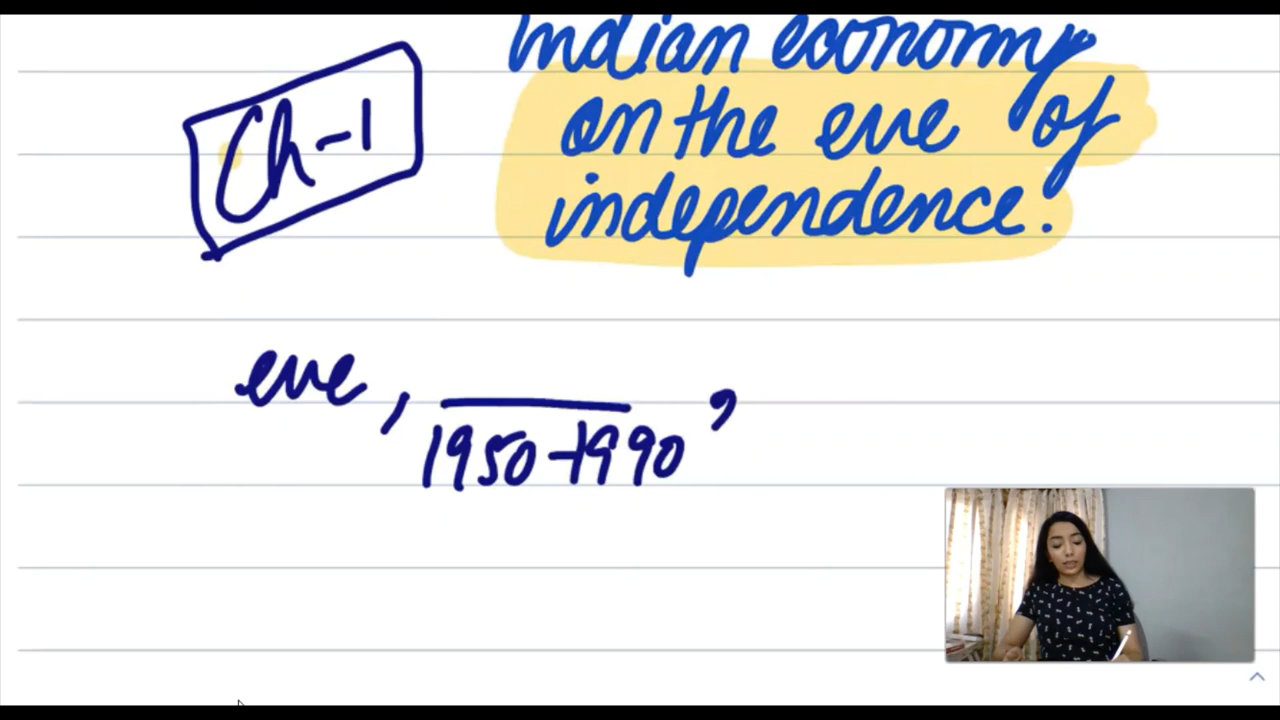 Indian economy
Ch-1
on the eve of
independence.
eve, 1950-1990,